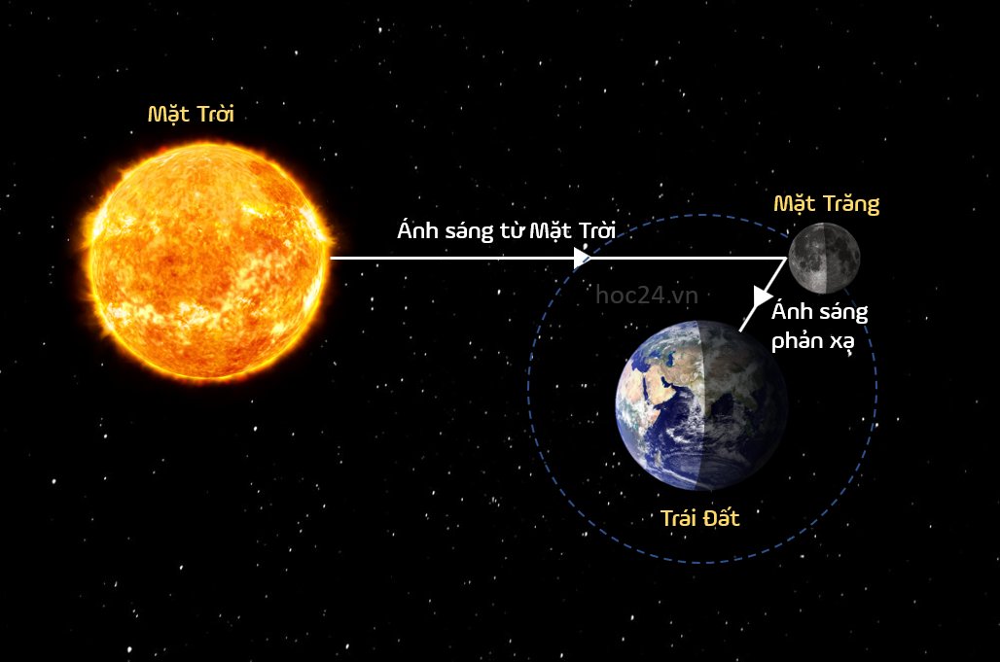 Mặt Trời
Mặt Trăng
Ánh sáng từ Mặt Trời
hoc24.vn
Ánh sáng
phản xạ
Trái Đất